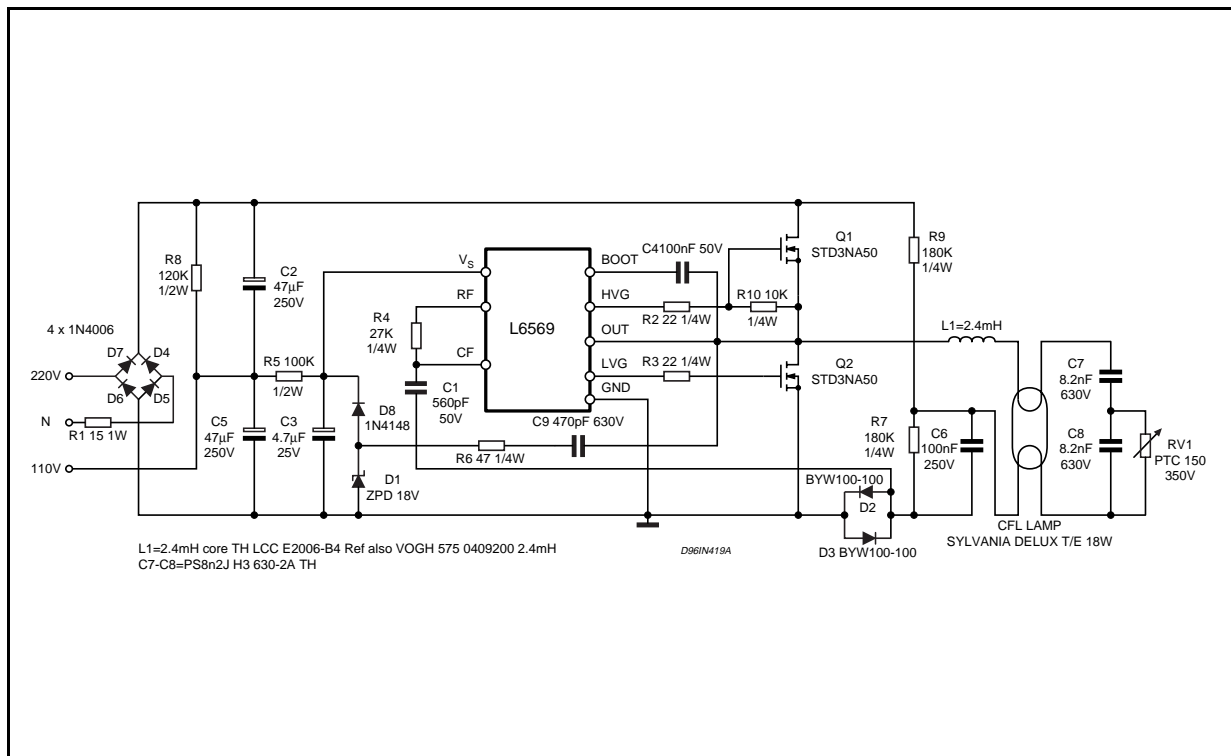 R8
120K
1/2W
C2
47µF
250V
4 x 1N4006
D7
D4
D6
D5
220V
N
R1 15 1W
110V
R5 100K
1/2W
C5
47µF
250V
C3
4.7µF
25V
VS
RF
CF
R4
27K
1/4W
C1
560pF
50V
L6569
BOOT
HVG
OUT
LVG
GND
C4100nF 50V
R2 22 1/4W
R10 10K
1/4W
R3 22 1/4W
Q1
STD3NA50
Q2
STD3NA50
D8
1N4148
D1
ZPD 18V
R6 47 1/4W
C9 470pF 630V
R9
180K
1/4W
R7
180K
1/4W
C6
100nF
250V
BYW100-100
D2
D3 BYW100-100
L1=2.4mH
C7
8.2nF
630V
C8
8.2nF
630V
RV1
PTC 150
350V
CFL LAMP
SYLVANIA DELUX T/E 18W
D96IN419A
L1=2.4mH core TH LCC E2006-B4 Ref also VOGH 575 0409200 2.4mH
C7-C8=PS8n2J H3 630-2A TH